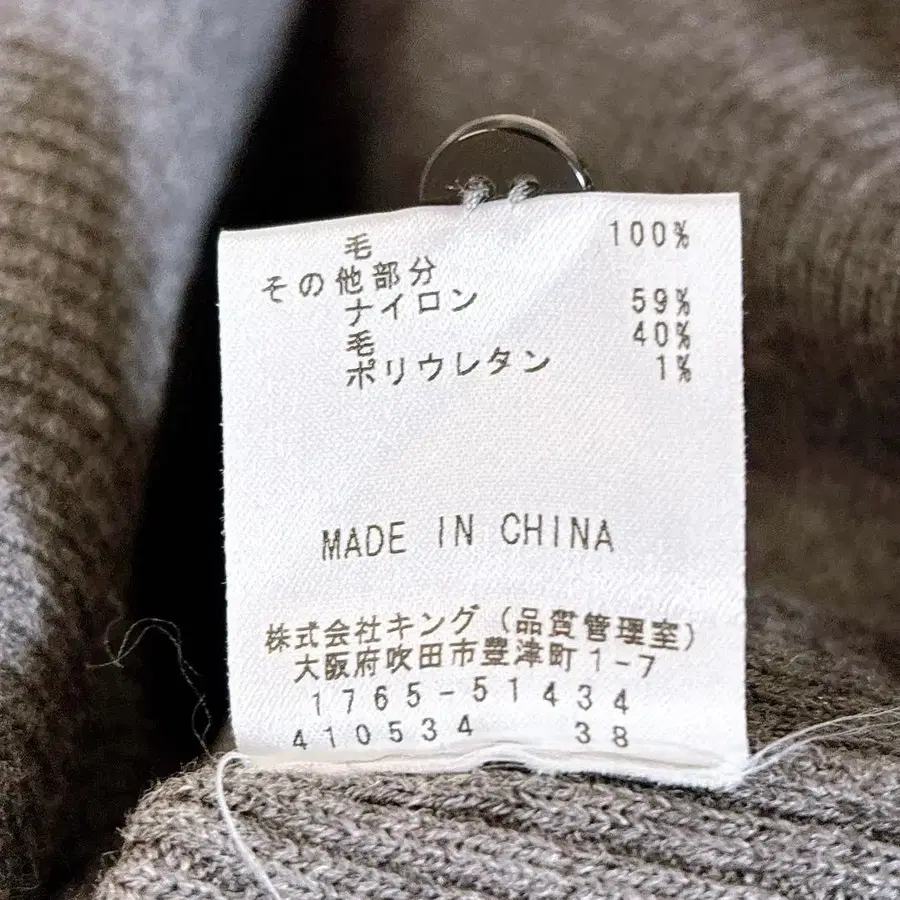 毛 100%
その他部分
ナイロン 59%
毛 40%
ポリウレタン 1%
MADE IN CHINA
株式会社キング（品質管理室）
大阪府吹田市豊津町1-7
1765-51434
410534 38